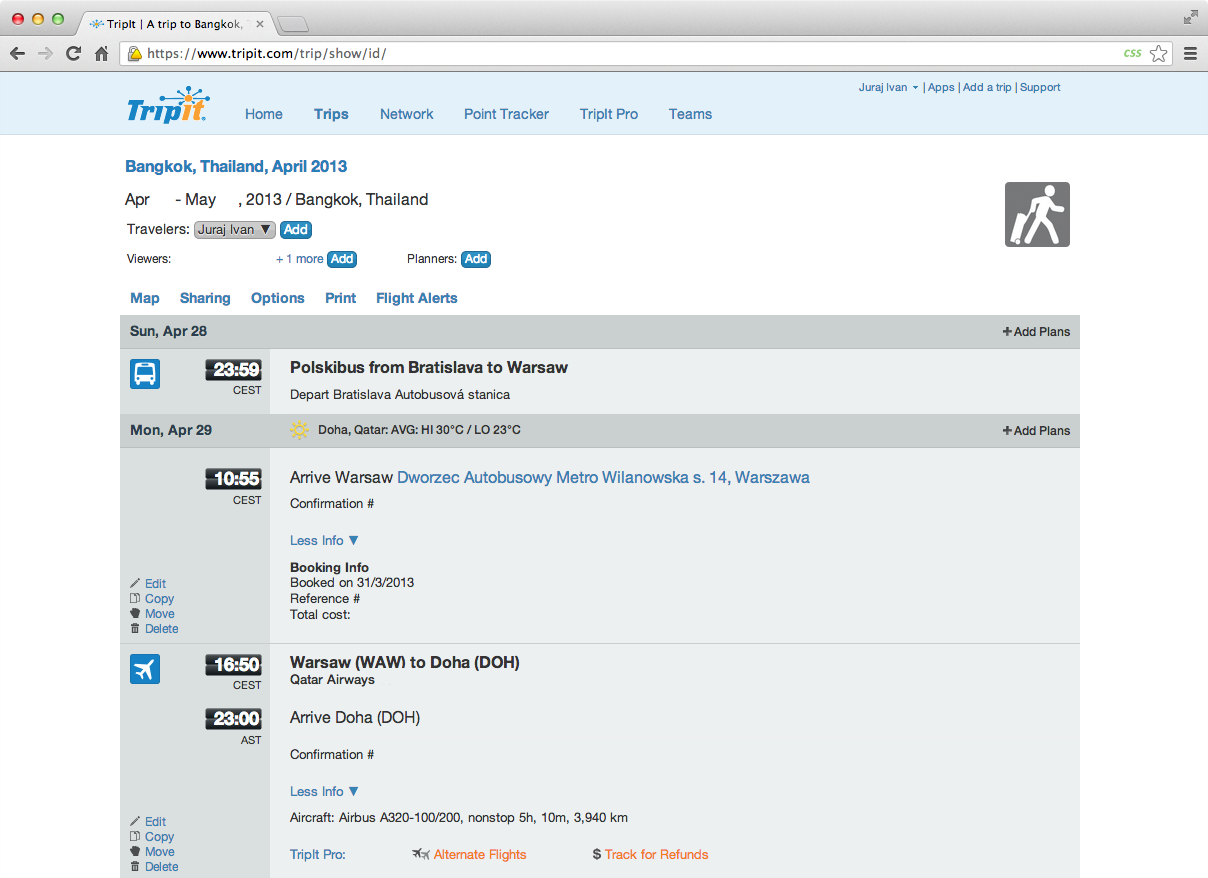 TripIt | A trip to Bangkok,
https://www.tripit.com/trip/show/id/
css
TripIt
Home Trips Network Point Tracker TripIt Pro Teams
Juraj Ivan | Apps | Add a trip | Support
Bangkok, Thailand, April 2013
Apr - May , 2013 / Bangkok, Thailand
Travelers: Juraj Ivan ▼ Add
Viewers: + 1 more Add Planners: Add
Map Sharing Options Print Flight Alerts
Sun, Apr 28 +Add Plans
23:59 Polskibus from Bratislava to Warsaw
CEST
Depart Bratislava Autobusová stanica
Mon, Apr 29 Doha, Qatar: AVG: HI 30°C / LO 23°C +Add Plans
10:55 Arrive Warsaw Dworzec Autobusowy Metro Wilanowska s. 14, Warszawa
CEST
Confirmation #
Less Info ▼
Booking Info
Booked on 31/3/2013
Reference #
Total cost:
Edit
Copy
Move
Delete
16:50 Warsaw (WAW) to Doha (DOH)
CEST
Qatar Airways
23:00 Arrive Doha (DOH)
AST
Confirmation #
Less Info ▼
Aircraft: Airbus A320-100/200, nonstop 5h, 10m, 3,940 km
Edit
Copy
Move
Delete
TripIt Pro: Alternate Flights $ Track for Refunds